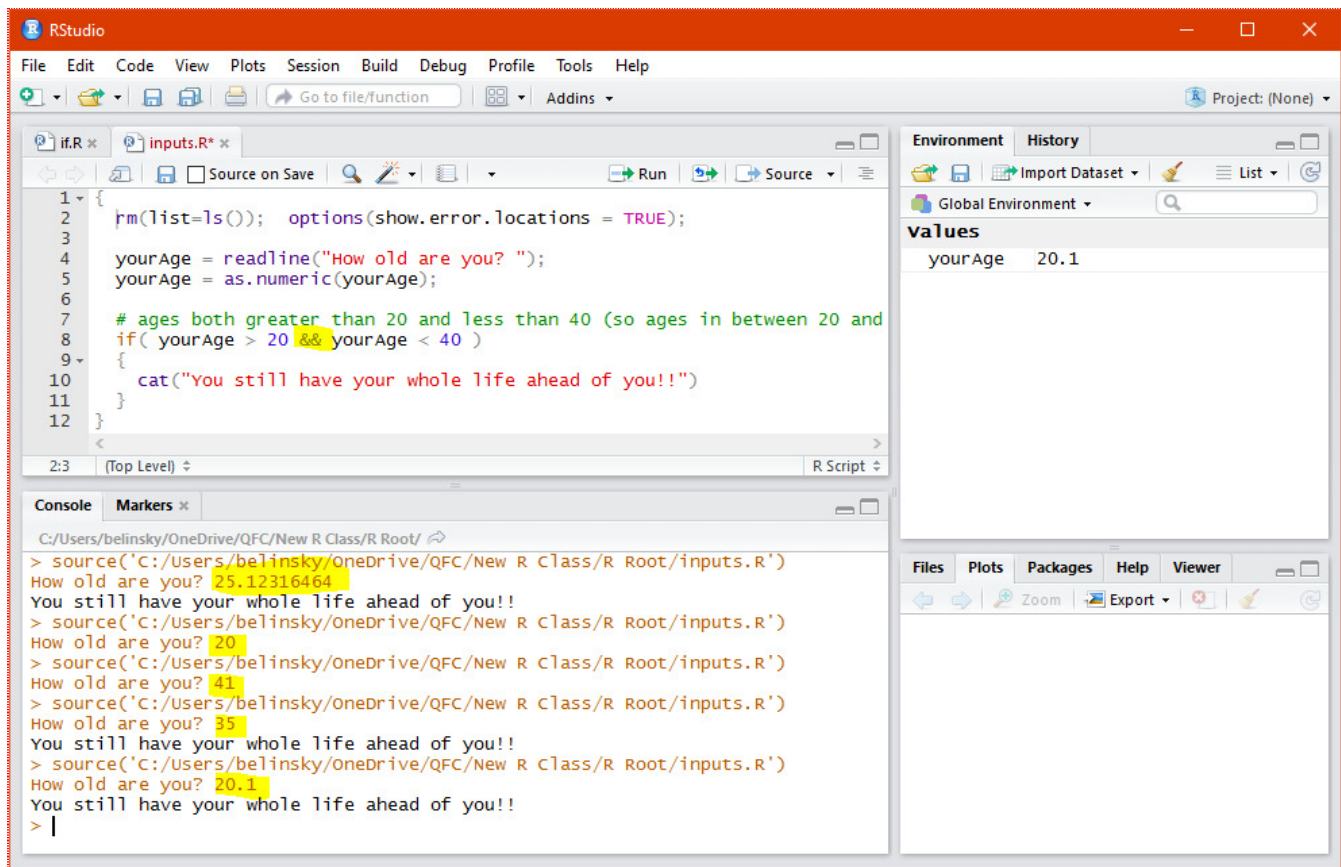 RStudio
File Edit Code View Plots Session Build Debug Profile Tools Help
Go to file/function Addins Project: (None)
if.R inputs.R*
Source on Save Run Source
1 {
2 rm(list=ls()); options(show.error.locations = TRUE);
3
4 yourAge = readline("How old are you? ");
5 yourAge = as.numeric(yourAge);
6
7 # ages both greater than 20 and less than 40 (so ages in between 20 and
8 if( yourAge > 20 && yourAge < 40 )
9 {
10 cat("You still have your whole life ahead of you!!")
11 }
12 }
2:3 (Top Level) R Script
Console Markers
C:/Users/belinsky/OneDrive/QFC/New R Class/R Root/
> source('C:/Users/belinsky/OneDrive/QFC/New R Class/R Root/inputs.R')
How old are you? 25.12316464
You still have your whole life ahead of you!!
> source('C:/Users/belinsky/OneDrive/QFC/New R Class/R Root/inputs.R')
How old are you? 20
> source('C:/Users/belinsky/OneDrive/QFC/New R Class/R Root/inputs.R')
How old are you? 41
> source('C:/Users/belinsky/OneDrive/QFC/New R Class/R Root/inputs.R')
How old are you? 35
You still have your whole life ahead of you!!
> source('C:/Users/belinsky/OneDrive/QFC/New R Class/R Root/inputs.R')
How old are you? 20.1
You still have your whole life ahead of you!!
>
Environment History
Import Dataset List
Global Environment
Values
yourAge 20.1
Files Plots Packages Help Viewer
Zoom Export